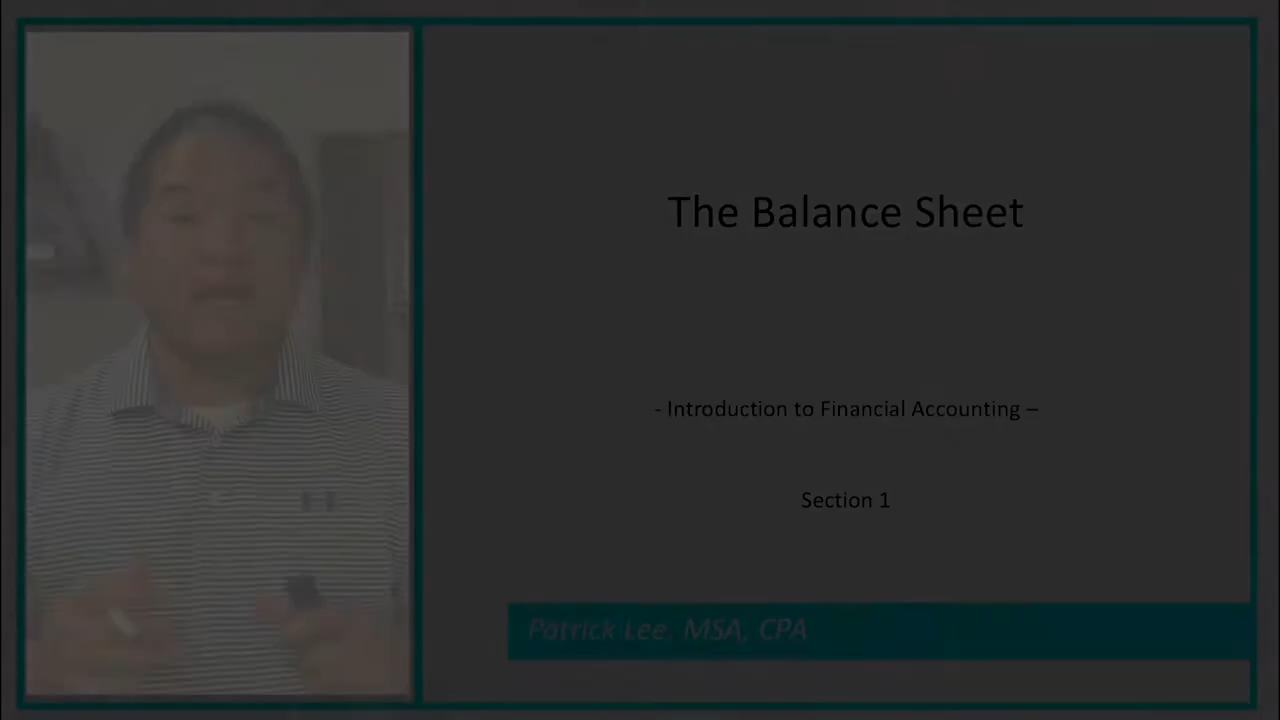 The Balance Sheet
- Introduction to Financial Accounting –
Section 1
Patrick Lee, MSA, CPA